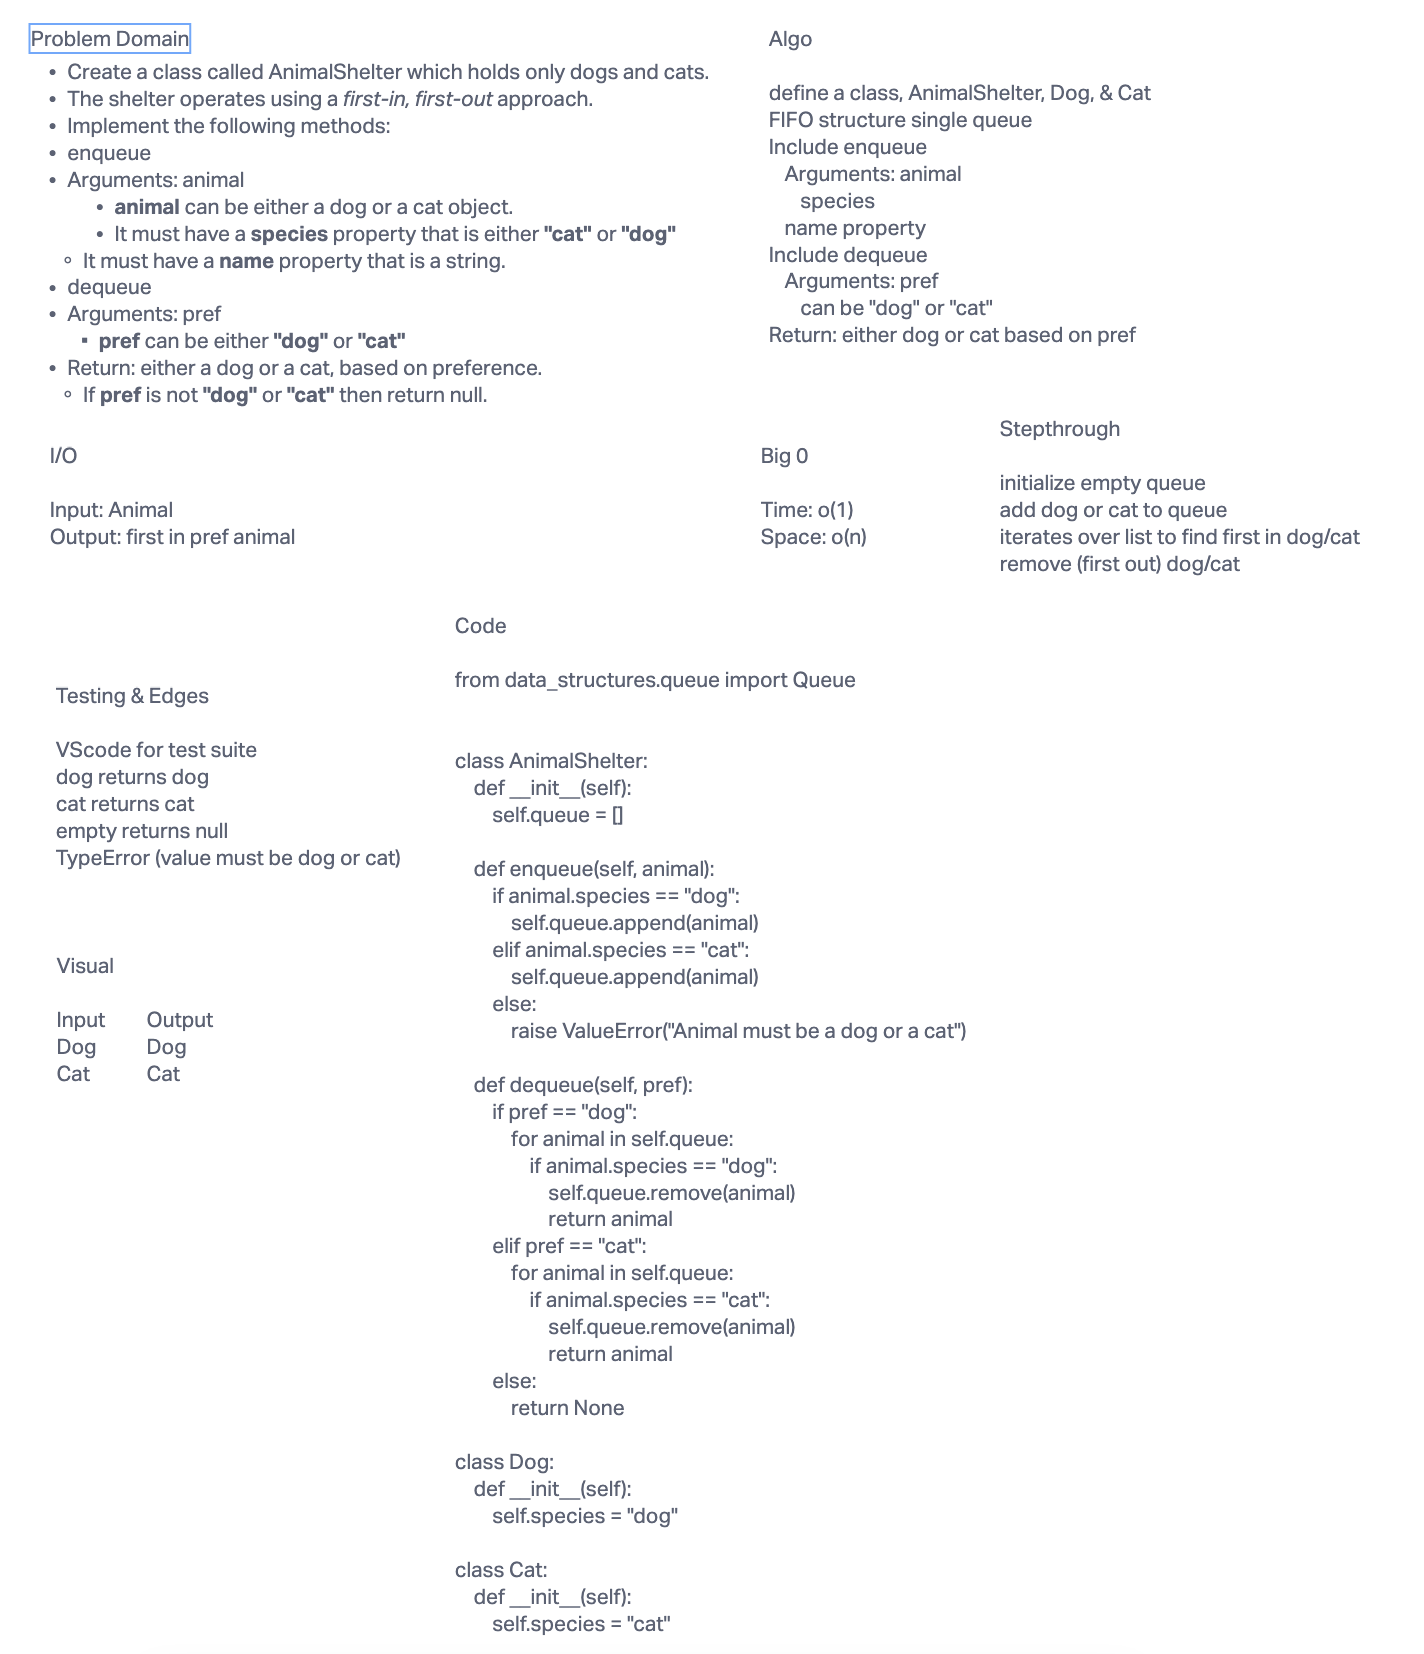 Problem Domain
• Create a class called AnimalShelter which holds only dogs and cats.
• The shelter operates using a first-in, first-out approach.
• Implement the following methods:
• enqueue
• Arguments: animal
• animal can be either a dog or a cat object.
• It must have a species property that is either "cat" or "dog"
◦ It must have a name property that is a string.
• dequeue
• Arguments: pref
▪ pref can be either "dog" or "cat"
• Return: either a dog or a cat, based on preference.
◦ If pref is not "dog" or "cat" then return null.
Algo
define a class, AnimalShelter, Dog, & Cat
FIFO structure single queue
Include enqueue
Arguments: animal
species
name property
Include dequeue
Arguments: pref
can be "dog" or "cat"
Return: either dog or cat based on pref
I/O
Input: Animal
Output: first in pref animal
Big 0
Time: o(1)
Space: o(n)
Stepthrough
initialize empty queue
add dog or cat to queue
iterates over list to find first in dog/cat
remove (first out) dog/cat
Testing & Edges
VScode for test suite
dog returns dog
cat returns cat
empty returns null
TypeError (value must be dog or cat)
Visual
Input Output
Dog Dog
Cat Cat
Code
from data_structures.queue import Queue
class AnimalShelter:
def __init__(self):
self.queue = []
def enqueue(self, animal):
if animal.species == "dog":
self.queue.append(animal)
elif animal.species == "cat":
self.queue.append(animal)
else:
raise ValueError("Animal must be a dog or a cat")
def dequeue(self, pref):
if pref == "dog":
for animal in self.queue:
if animal.species == "dog":
self.queue.remove(animal)
return animal
elif pref == "cat":
for animal in self.queue:
if animal.species == "cat":
self.queue.remove(animal)
return animal
else:
return None
class Dog:
def __init__(self):
self.species = "dog"
class Cat:
def __init__(self):
self.species = "cat"